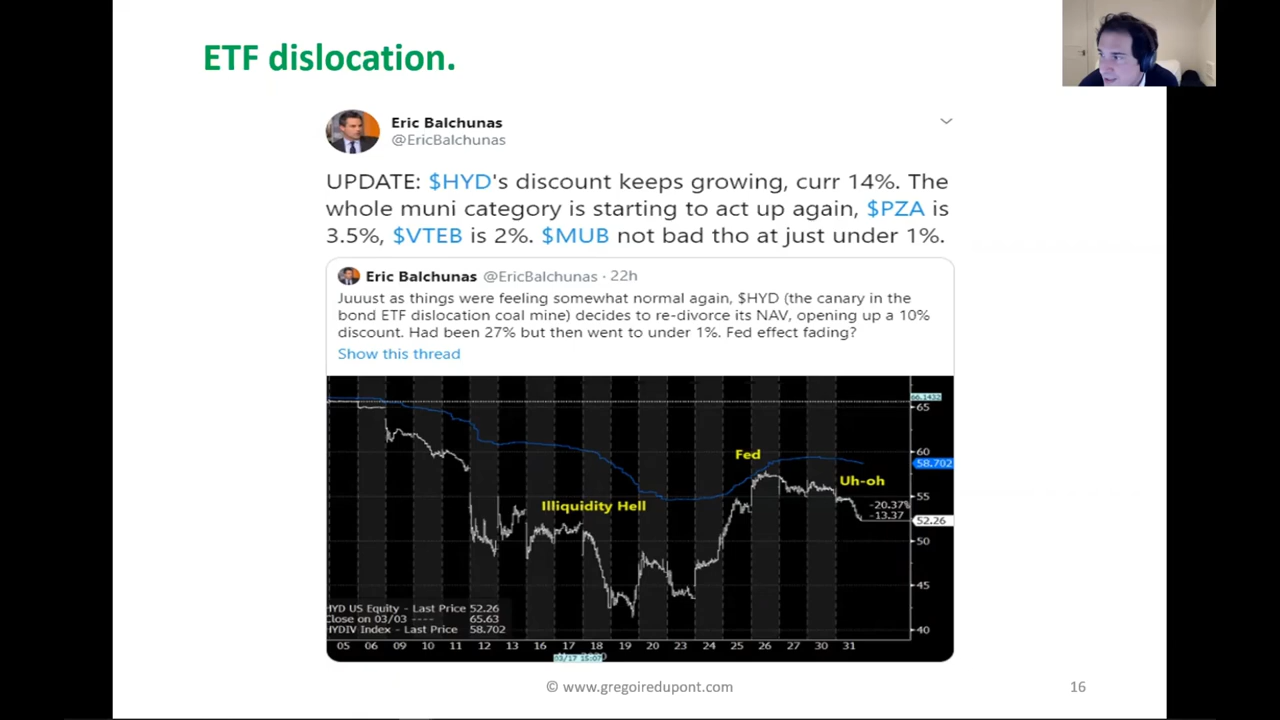 ETF dislocation.
Eric Balchunas
@EricBalchunas
UPDATE: $HYD's discount keeps growing, curr 14%. The
whole muni category is starting to act up again, $PZA is
3.5%, $VTEB is 2%. $MUB not bad tho at just under 1%.
Eric Balchunas @EricBalchunas · 22h
Juuust as things were feeling somewhat normal again, $HYD (the canary in the
bond ETF dislocation coal mine) decides to re-divorce its NAV, opening up a 10%
discount. Had been 27% but then went to under 1%. Fed effect fading?
Show this thread
66.1432
65
60
Fed
58.702
Uh-oh
55
Illiquidity Hell
-20.37%
-13.37
52.26
50
45
HYD US Equity - Last Price 52.26
Close on 03/03 ---- 65.63
HYDIV Index - Last Price 58.702
40
05 06 09 10 11 12 13 16 17 18 19 20 23 24 25 26 27 30 31
03/17 15:07
© www.gregoiredupont.com
16